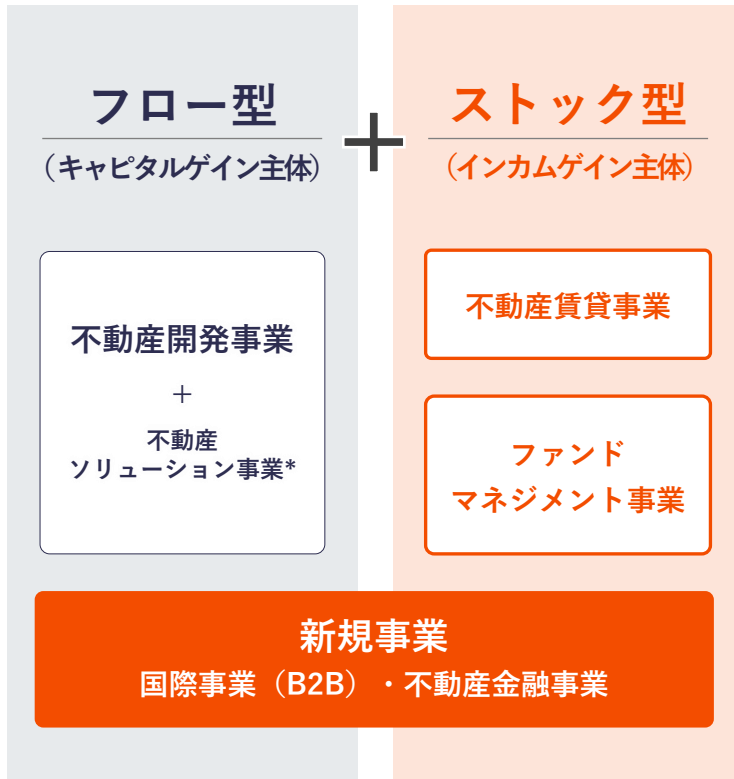 フロー型
（キャピタルゲイン主体）
+
ストック型
（インカムゲイン主体）
不動産開発事業
+
不動産
ソリューション事業*
不動産賃貸事業
ファンド
マネジメント事業
新規事業
国際事業（B2B）・不動産金融事業